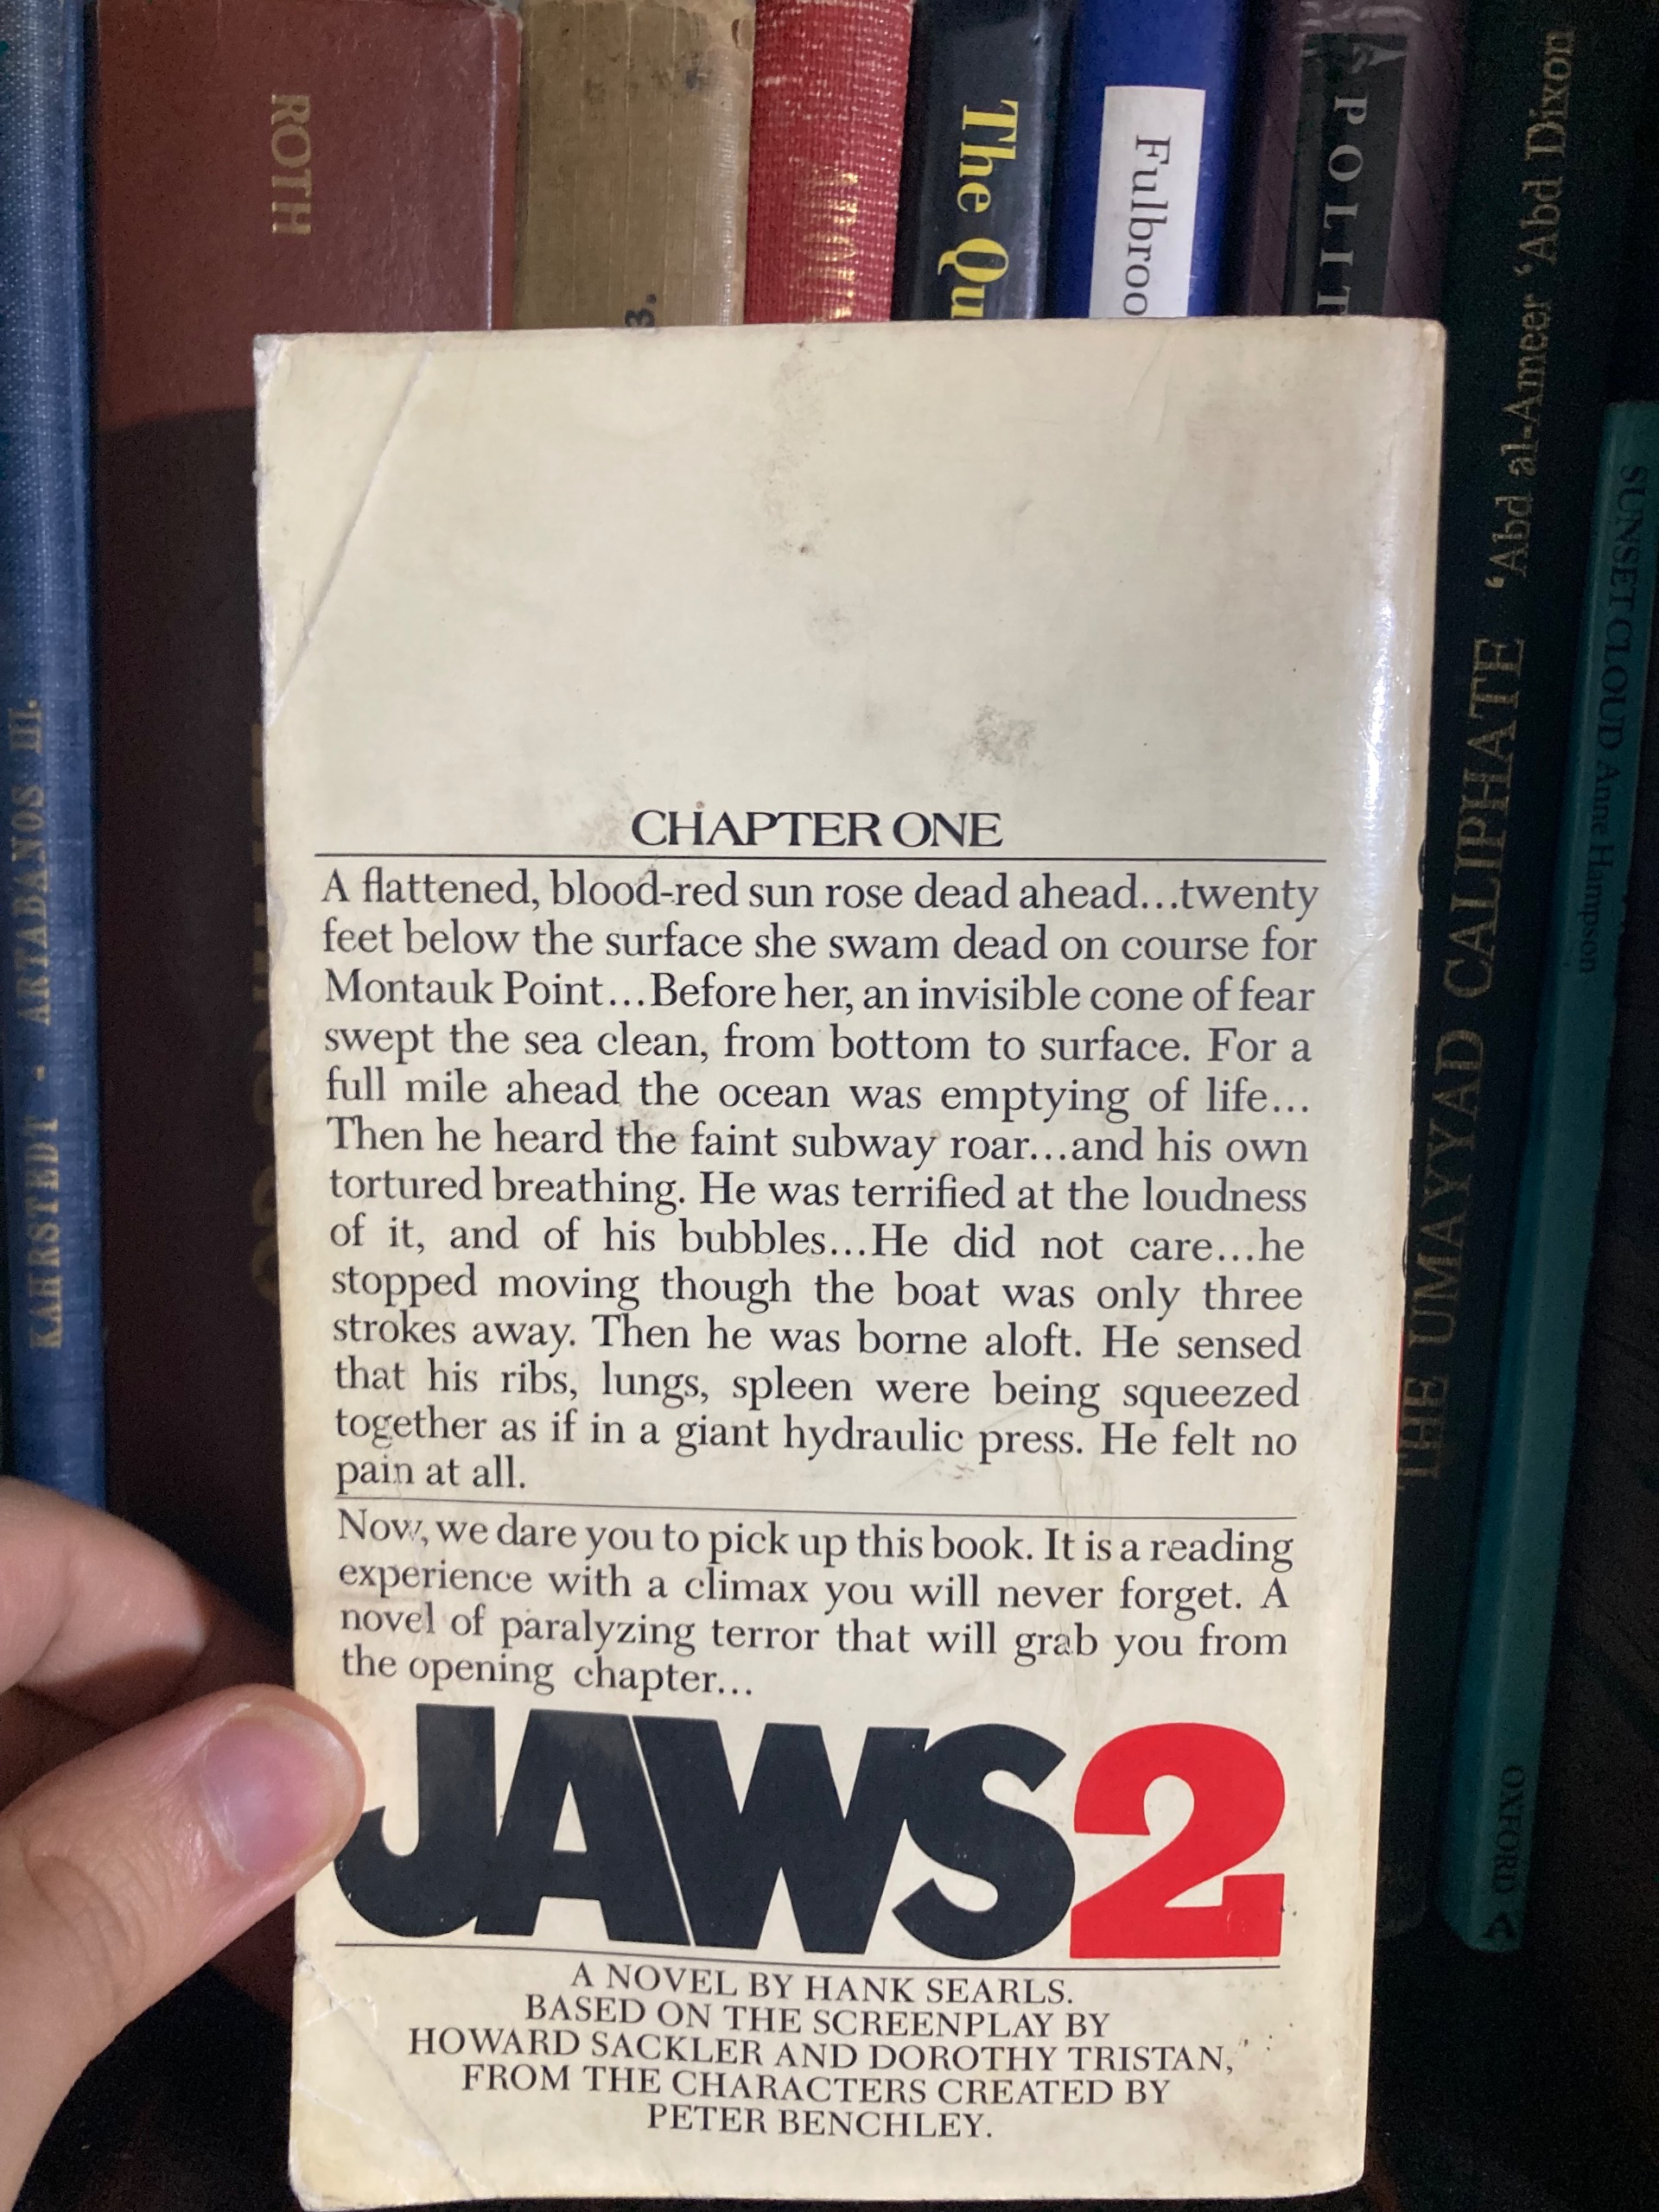 KAHRSTEDT - ARTABANOS III.
ROTH
3.
The Qu
Fulbroo
POLIT
THE UMAYYAD CALIPHATE 'Abd al-Ameer 'Abd Dixon
SUNSET CLOUD Anne Hampson
OXFORD
CHAPTER ONE
A flattened, blood-red sun rose dead ahead...twenty
feet below the surface she swam dead on course for
Montauk Point...Before her, an invisible cone of fear
swept the sea clean, from bottom to surface. For a
full mile ahead the ocean was emptying of life...
Then he heard the faint subway roar...and his own
tortured breathing. He was terrified at the loudness
of it, and of his bubbles...He did not care...he
stopped moving though the boat was only three
strokes away. Then he was borne aloft. He sensed
that his ribs, lungs, spleen were being squeezed
together as if in a giant hydraulic press. He felt no
pain at all.
Now, we dare you to pick up this book. It is a reading
experience with a climax you will never forget. A
novel of paralyzing terror that will grab you from
the opening chapter...
JAWS 2
A NOVEL BY HANK SEARLS.
BASED ON THE SCREENPLAY BY
HOWARD SACKLER AND DOROTHY TRISTAN,
FROM THE CHARACTERS CREATED BY
PETER BENCHLEY.